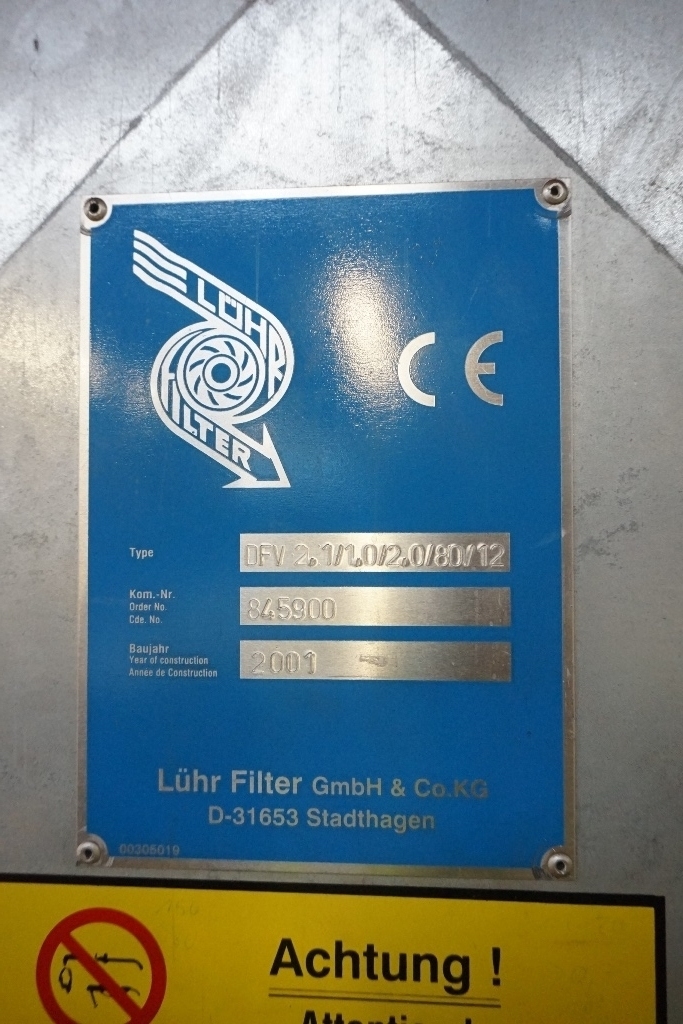 LÜHR
FILTER
CE
Type DFV 2.1/1.0/2.0/80/12
Kom.-Nr.
Order No.
Cde. No.
845900
Baujahr
Year of construction
Année de Construction
2001
Lühr Filter GmbH & Co.KG
D-31653 Stadthagen
00305019
Achtung !